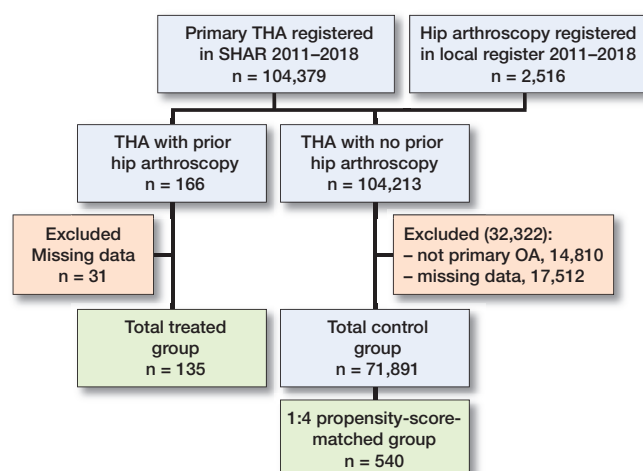 Primary THA registered
in SHAR 2011–2018
n = 104,379
Hip arthroscopy registered
in local register 2011–2018
n = 2,516
THA with prior
hip arthroscopy
n = 166
THA with no prior
hip arthroscopy
n = 104,213
Excluded
Missing data
n = 31
Excluded (32,322):
– not primary OA, 14,810
– missing data, 17,512
Total treated
group
n = 135
Total control
group
n = 71,891
1:4 propensity-score-
matched group
n = 540